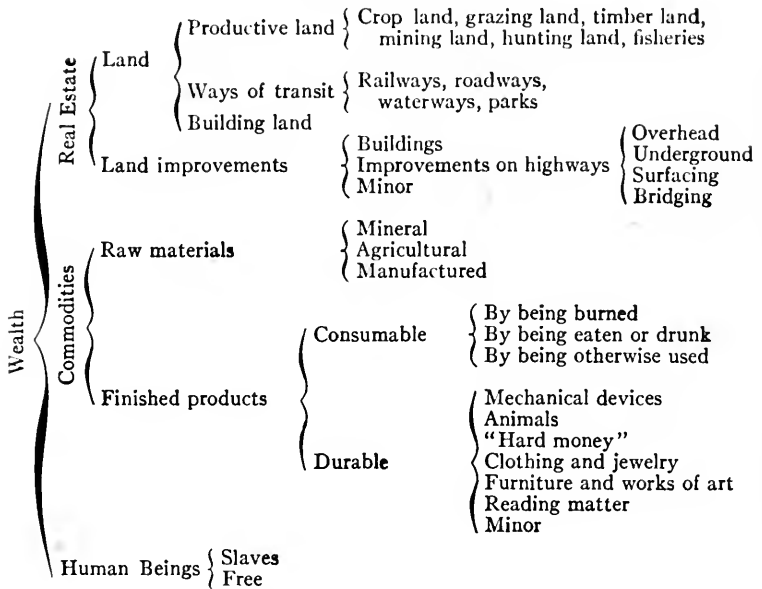 Wealth
Real Estate
Land
Productive land
Crop land, grazing land, timber land,
mining land, hunting land, fisheries
Ways of transit
Railways, roadways,
waterways, parks
Building land
Land improvements
Buildings
Improvements on highways
Overhead
Underground
Surfacing
Bridging
Minor
Commodities
Raw materials
Mineral
Agricultural
Manufactured
Finished products
Consumable
By being burned
By being eaten or drunk
By being otherwise used
Durable
Mechanical devices
Animals
"Hard money"
Clothing and jewelry
Furniture and works of art
Reading matter
Minor
Human Beings
Slaves
Free